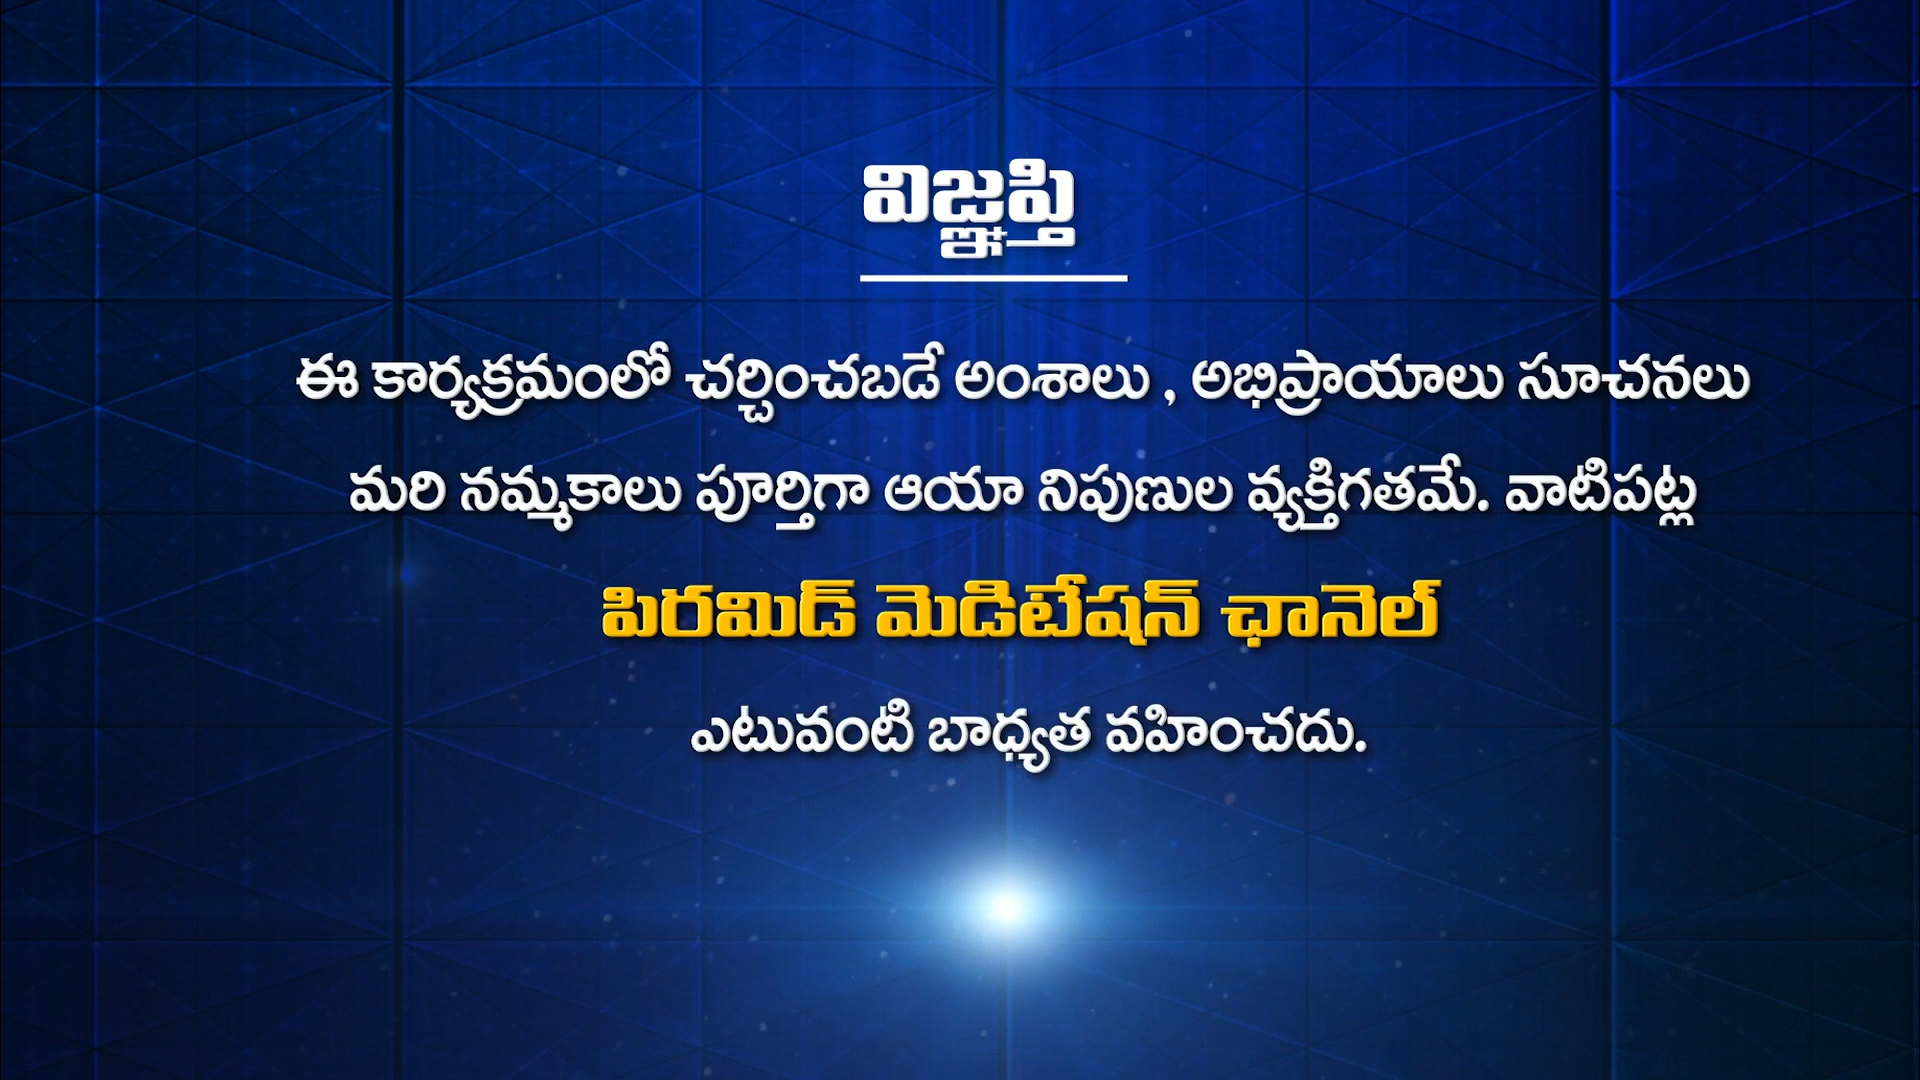 విజ్ఞప్తి
ఈ కార్యక్రమంలో చర్చించబడే అంశాలు , అభిప్రాయాలు సూచనలు
మరి నమ్మకాలు పూర్తిగా ఆయా నిపుణుల వ్యక్తిగతమే. వాటిపట్ల
పిరమిడ్ మెడిటేషన్ ఛానెల్
ఎటువంటి బాధ్యత వహించదు.